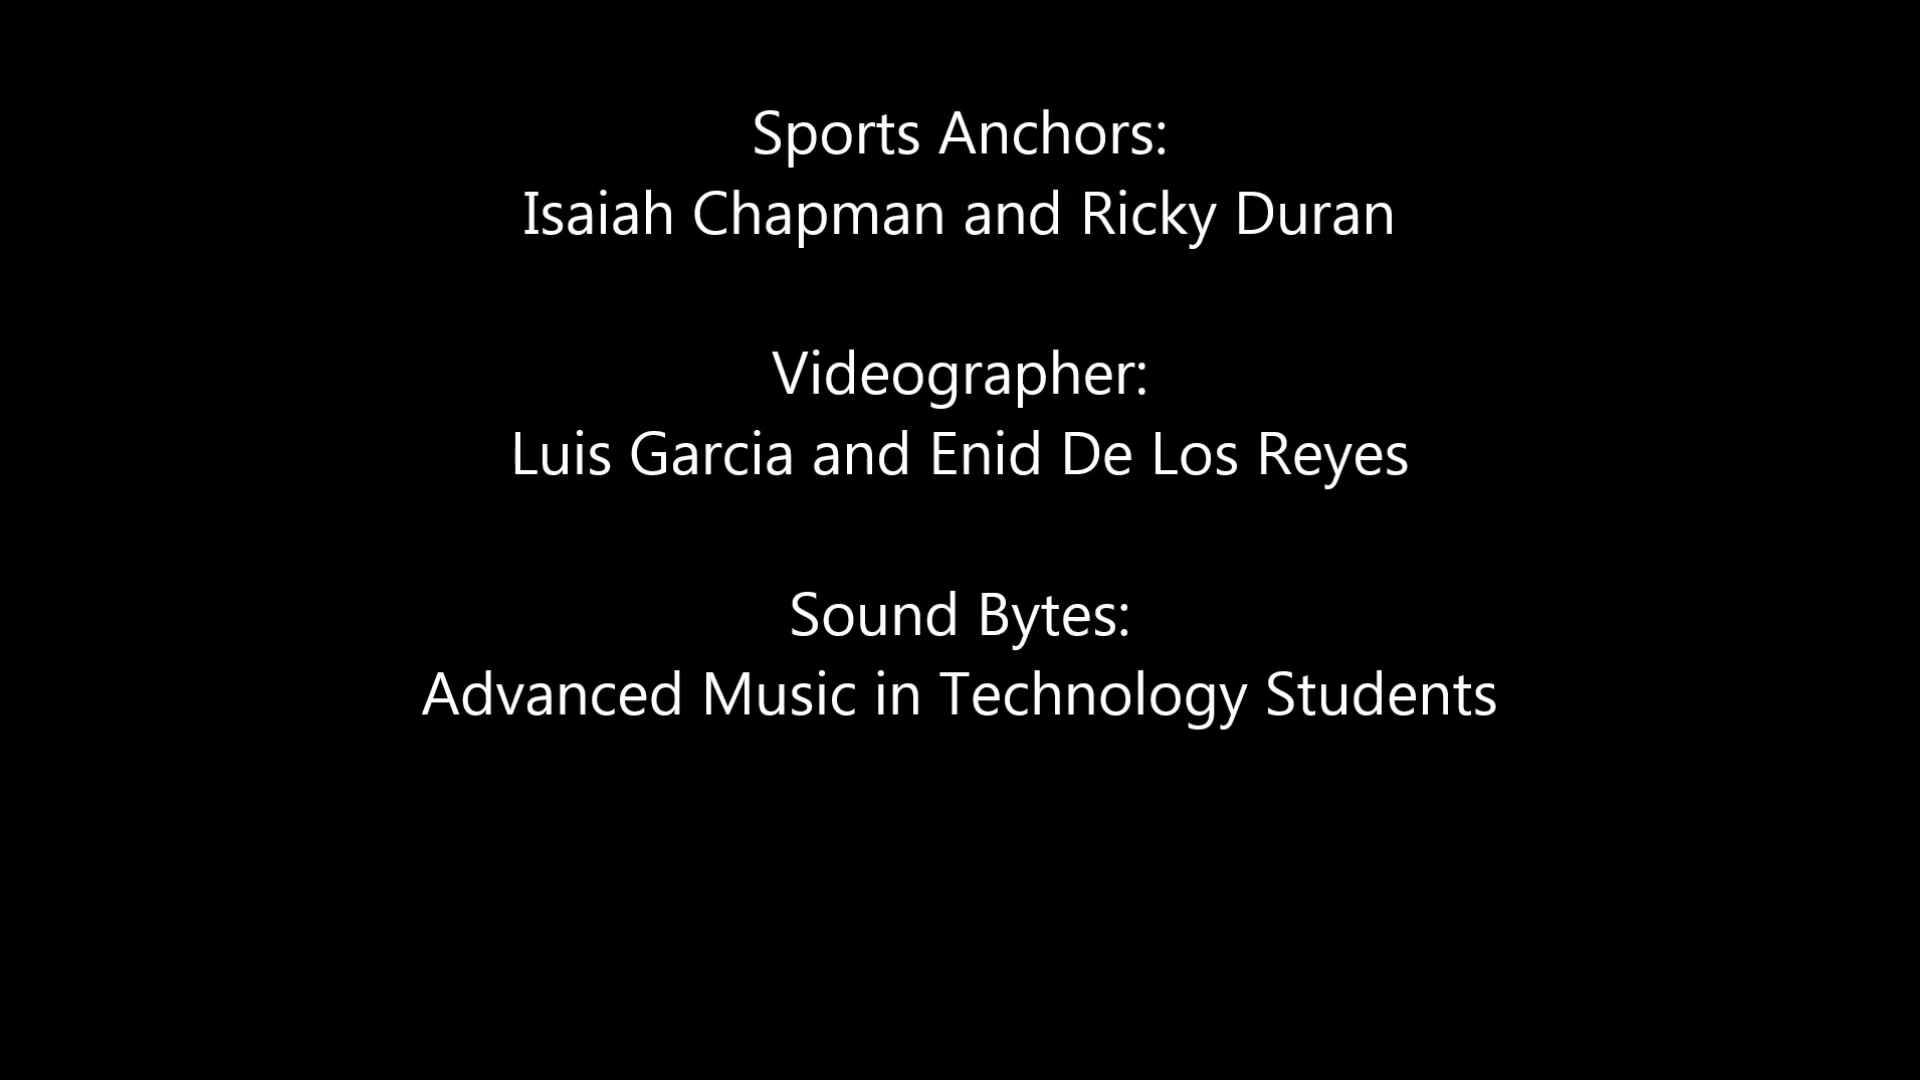 Sports Anchors:
Isaiah Chapman and Ricky Duran
Videographer:
Luis Garcia and Enid De Los Reyes
Sound Bytes:
Advanced Music in Technology Students